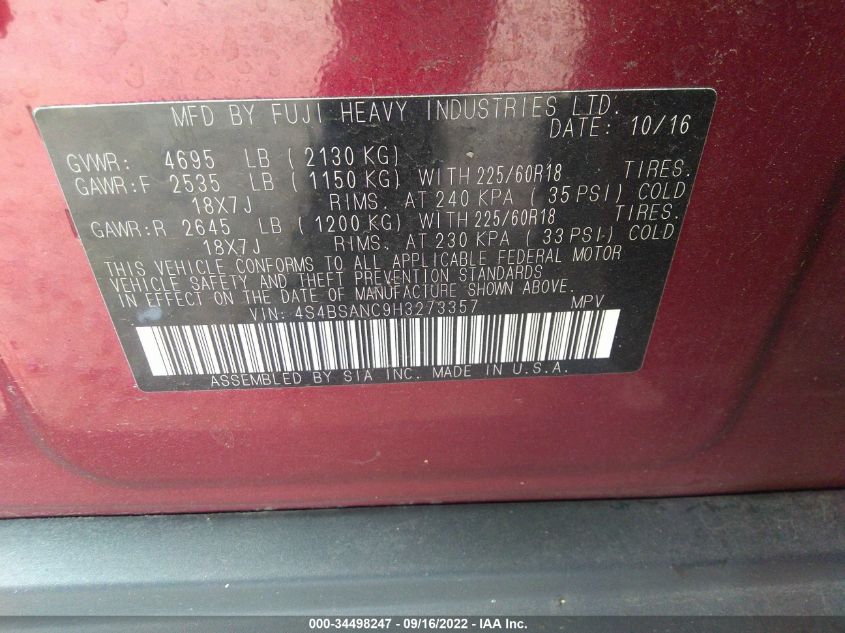 MFD BY FUJI HEAVY INDUSTRIES LTD.
DATE: 10/16
GVWR: 4695 LB ( 2130 KG)
GAWR:F 2535 LB ( 1150 KG) WITH 225/60R18 TIRES.
18X7J RIMS. AT 240 KPA ( 35 PSI) COLD
GAWR:R 2645 LB ( 1200 KG) WITH 225/60R18 TIRES.
18X7J RIMS. AT 230 KPA ( 33 PSI) COLD
THIS VEHICLE CONFORMS TO ALL APPLICABLE FEDERAL MOTOR
VEHICLE SAFETY AND THEFT PREVENTION STANDARDS
IN EFFECT ON THE DATE OF MANUFACTURE SHOWN ABOVE.
VIN: 4S4BSANC9H3273357 MPV
ASSEMBLED BY SIA INC. MADE IN U.S.A.
000-34498247 - 09/16/2022 - IAA Inc.